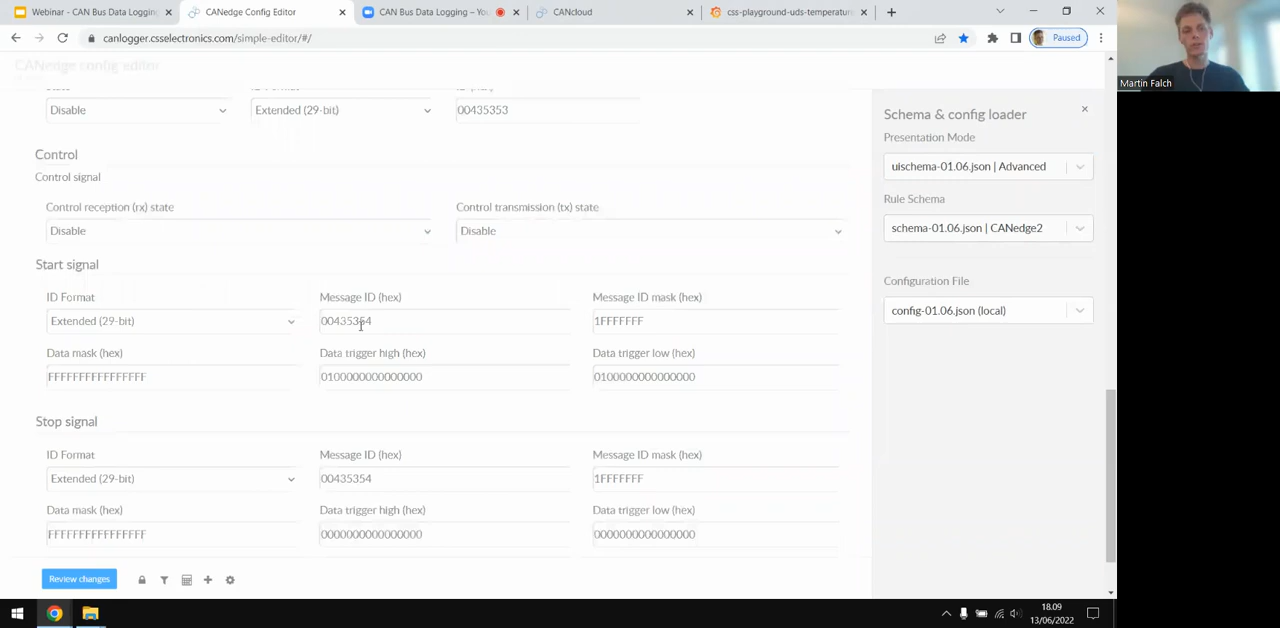 Webinar - CAN Bus Data Logging
CANedge Config Editor
CAN Bus Data Logging – You
CANcloud
css-playground-uds-temperature
canlogger.csselectronics.com/simple-editor/#/
Paused
Martin Falch
CANedge config editor
Disable
Extended (29-bit)
00435353
Control
Control signal
Control reception (rx) state
Control transmission (tx) state
Disable
Disable
Start signal
ID Format
Message ID (hex)
Message ID mask (hex)
Extended (29-bit)
00435354
1FFFFFFF
Data mask (hex)
Data trigger high (hex)
Data trigger low (hex)
FFFFFFFFFFFFFFFF
0100000000000000
0100000000000000
Stop signal
ID Format
Message ID (hex)
Message ID mask (hex)
Extended (29-bit)
00435354
1FFFFFFF
Data mask (hex)
Data trigger high (hex)
Data trigger low (hex)
FFFFFFFFFFFFFFFF
0000000000000000
0000000000000000
Review changes
Schema & config loader
Presentation Mode
uischema-01.06.json | Advanced
Rule Schema
schema-01.06.json | CANedge2
Configuration File
config-01.06.json (local)
18.09
13/06/2022